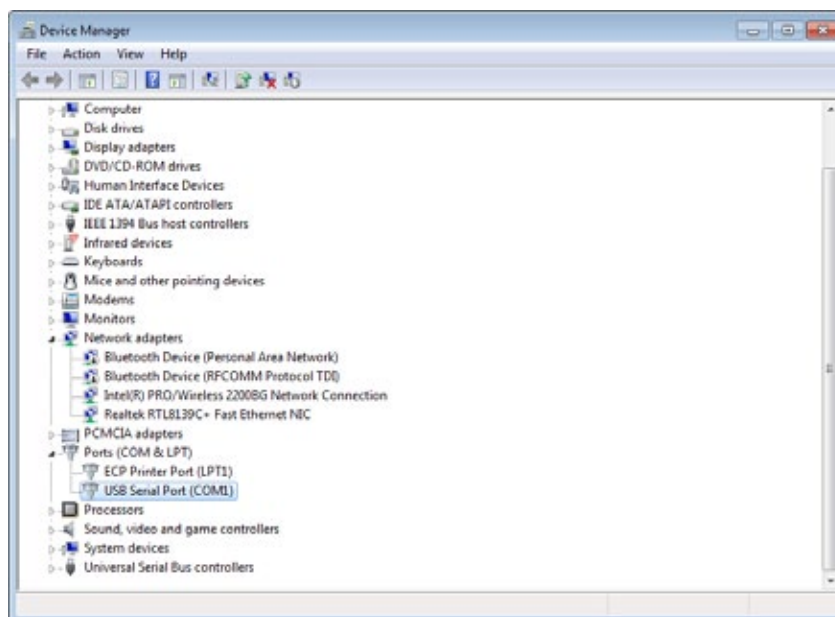 Device Manager
File Action View Help
Computer
Disk drives
Display adapters
DVD/CD-ROM drives
Human Interface Devices
IDE ATA/ATAPI controllers
IEEE 1394 Bus host controllers
Infrared devices
Keyboards
Mice and other pointing devices
Modems
Monitors
Network adapters
Bluetooth Device (Personal Area Network)
Bluetooth Device (RFCOMM Protocol TDI)
Intel(R) PRO/Wireless 2200BG Network Connection
Realtek RTL8139C+ Fast Ethernet NIC
PCMCIA adapters
Ports (COM & LPT)
ECP Printer Port (LPT1)
USB Serial Port (COM1)
Processors
Sound, video and game controllers
System devices
Universal Serial Bus controllers